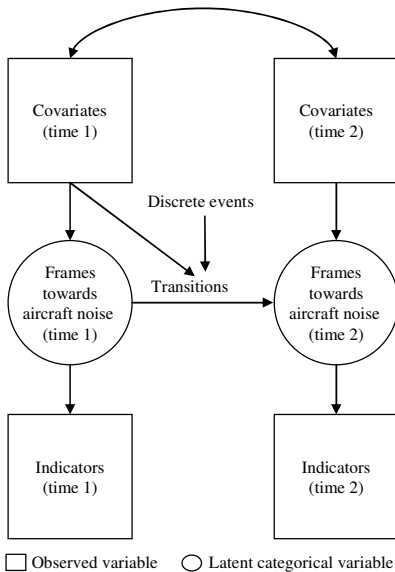 Covariates
(time 1)
Covariates
(time 2)
Discrete events
Frames
towards
aircraft noise
(time 1)
Transitions
Frames
towards
aircraft noise
(time 2)
Indicators
(time 1)
Indicators
(time 2)
Observed variable
Latent categorical variable